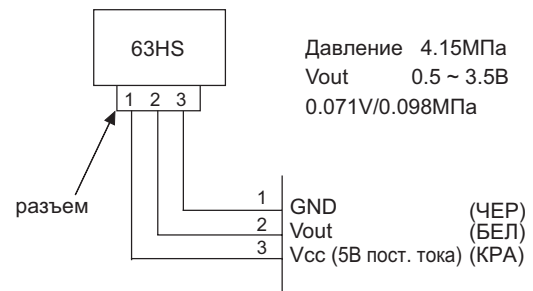 63HS
1 2 3
разъем
Давление 4.15МПа
Vout 0.5 ~ 3.5В
0.071V/0.098МПа
1 GND (ЧЕР)
2 Vout (БЕЛ)
3 Vcc (5В пост. тока) (КРА)